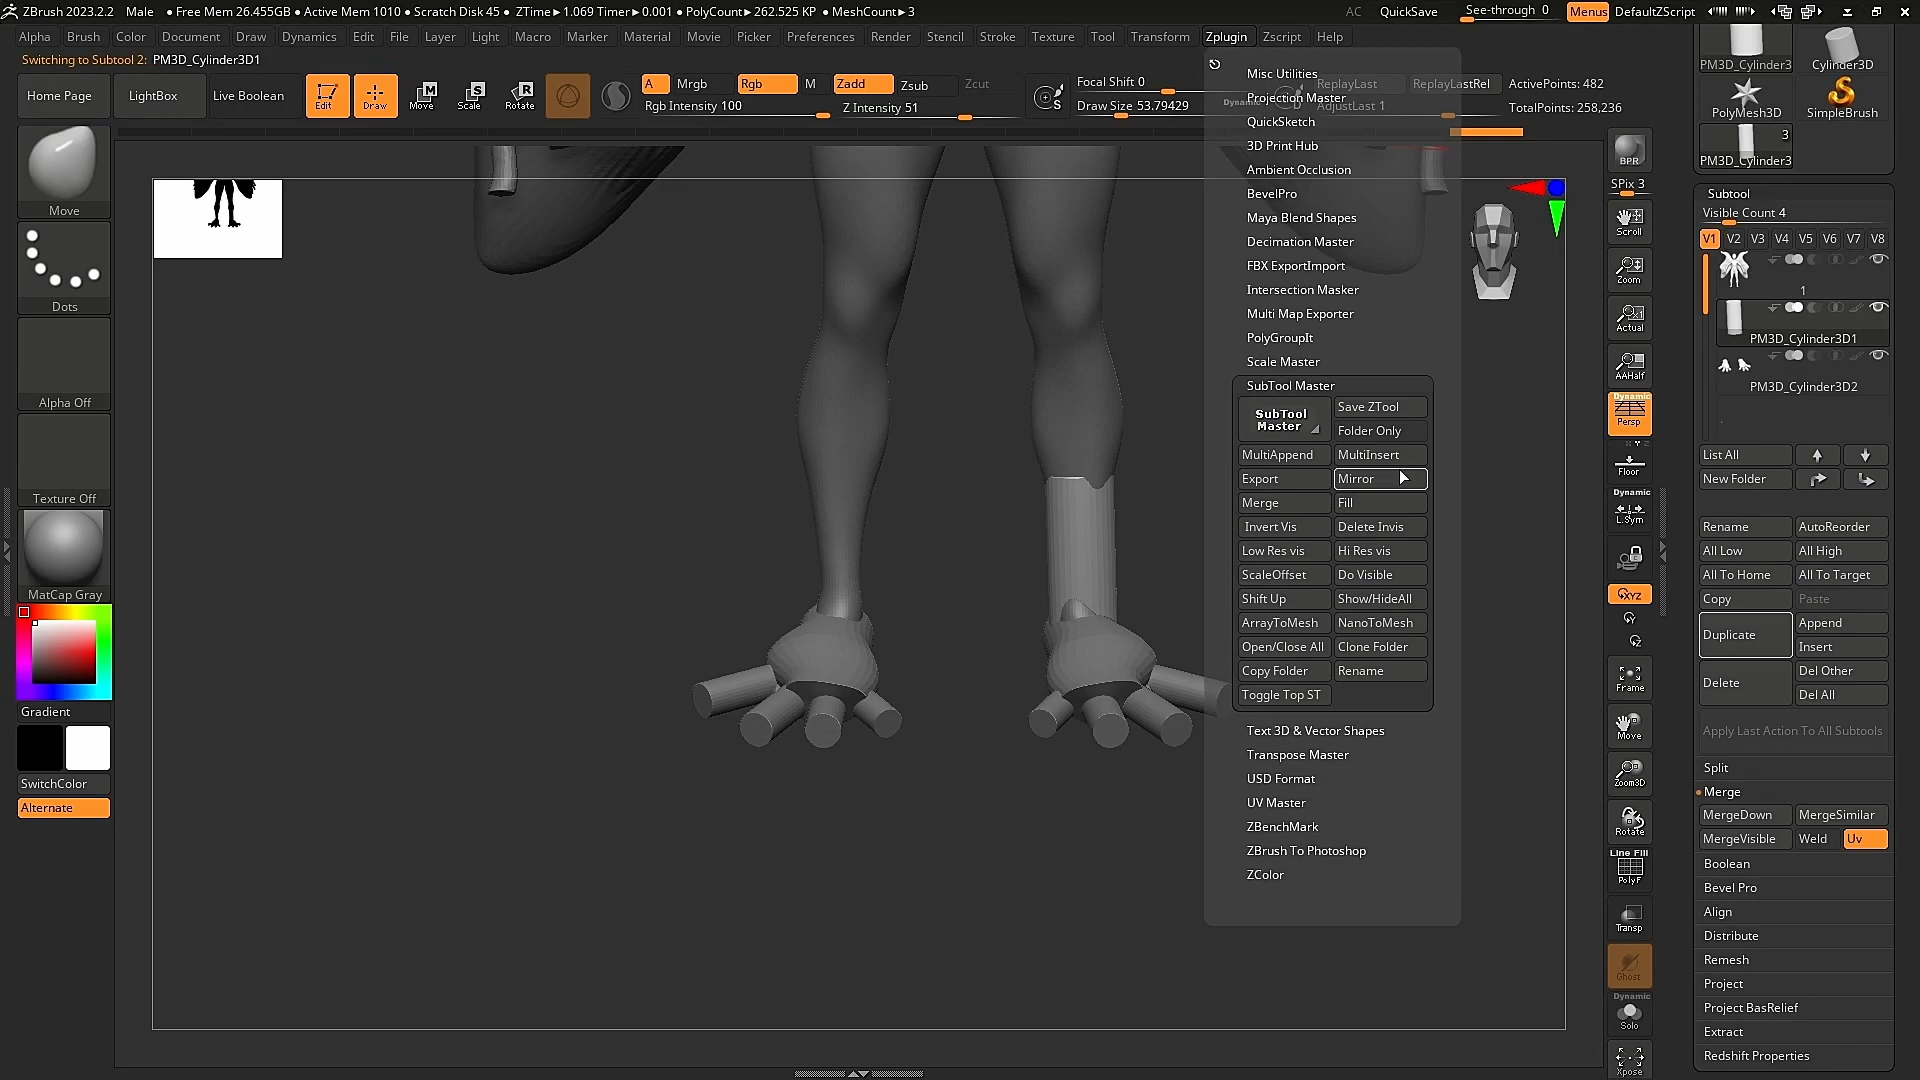 ZBrush 2023.2.2 Male • Free Mem 26.455GB • Active Mem 1010 • Scratch Disk 45 • ZTime►1.069 Timer►0.001 • PolyCount►262.525 KP • MeshCount►3 AC QuickSave See-through 0 Menus DefaultZScript
Alpha Brush Color Document Draw Dynamics Edit File Layer Light Macro Marker Material Movie Picker Preferences Render Stencil Stroke Texture Tool Transform Zplugin Zscript Help
Switching to Subtool 2: PM3D_Cylinder3D1
Home Page
LightBox
Live Boolean
Edit
Draw
Move
Scale
Rotate
A
Mrgb
Rgb
M
Zadd
Zsub
Zcut
Rgb Intensity 100
Z Intensity 51
Focal Shift 0
Draw Size 53.79429
Dynamic
ReplayLast
ReplayLastRel
AdjustLast 1
ActivePoints: 482
TotalPoints: 258,236
Move
Dots
Alpha Off
Texture Off
MatCap Gray
Gradient
SwitchColor
Alternate
Misc Utilities
Projection Master
QuickSketch
3D Print Hub
Ambient Occlusion
BevelPro
Maya Blend Shapes
Decimation Master
FBX ExportImport
Intersection Masker
Multi Map Exporter
PolyGroupIt
Scale Master
SubTool Master
SubTool
Master
Save ZTool
Folder Only
MultiAppend MultiInsert
Export Mirror
Merge Fill
Invert Vis Delete Invis
Low Res vis Hi Res vis
ScaleOffset Do Visible
Shift Up Show/HideAll
ArrayToMesh NanoToMesh
Open/Close All Clone Folder
Copy Folder Rename
Toggle Top ST
Text 3D & Vector Shapes
Transpose Master
USD Format
UV Master
ZBenchMark
ZBrush To Photoshop
ZColor
BPR
SPix 3
Scroll
Zoom
Actual
AAHalf
Dynamic
Persp
Floor
Dynamic
L.Sym
XYZ
Frame
Move
Zoom3D
Rotate
Line Fill
PolyF
Transp
Ghost
Dynamic
Solo
Xpose
PM3D_Cylinder3 Cylinder3D
PolyMesh3D SimpleBrush
3
PM3D_Cylinder3
Subtool
Visible Count 4
V1 V2 V3 V4 V5 V6 V7 V8
1
PM3D_Cylinder3D1
PM3D_Cylinder3D2
List All
New Folder
Rename AutoReorder
All Low All High
All To Home All To Target
Copy Paste
Duplicate Append
Insert
Delete Del Other
Del All
Apply Last Action To All Subtools
Split
Merge
MergeDown MergeSimilar
MergeVisible Weld Uv
Boolean
Bevel Pro
Align
Distribute
Remesh
Project
Project BasRelief
Extract
Redshift Properties